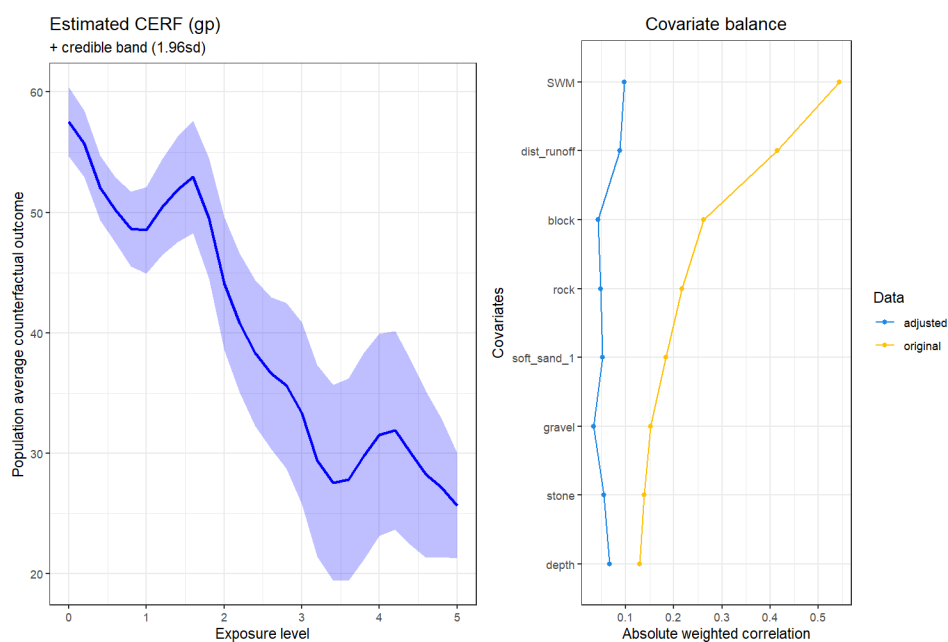 Estimated CERF (gp)
+ credible band (1.96sd)
Population average counterfactual outcome
60
50
40
30
20
0 1 2 3 4 5
Exposure level
Covariate balance
Covariates
SWM
dist_runoff
block
rock
soft_sand_1
gravel
stone
depth
0.1 0.2 0.3 0.4 0.5
Absolute weighted correlation
Data
adjusted
original